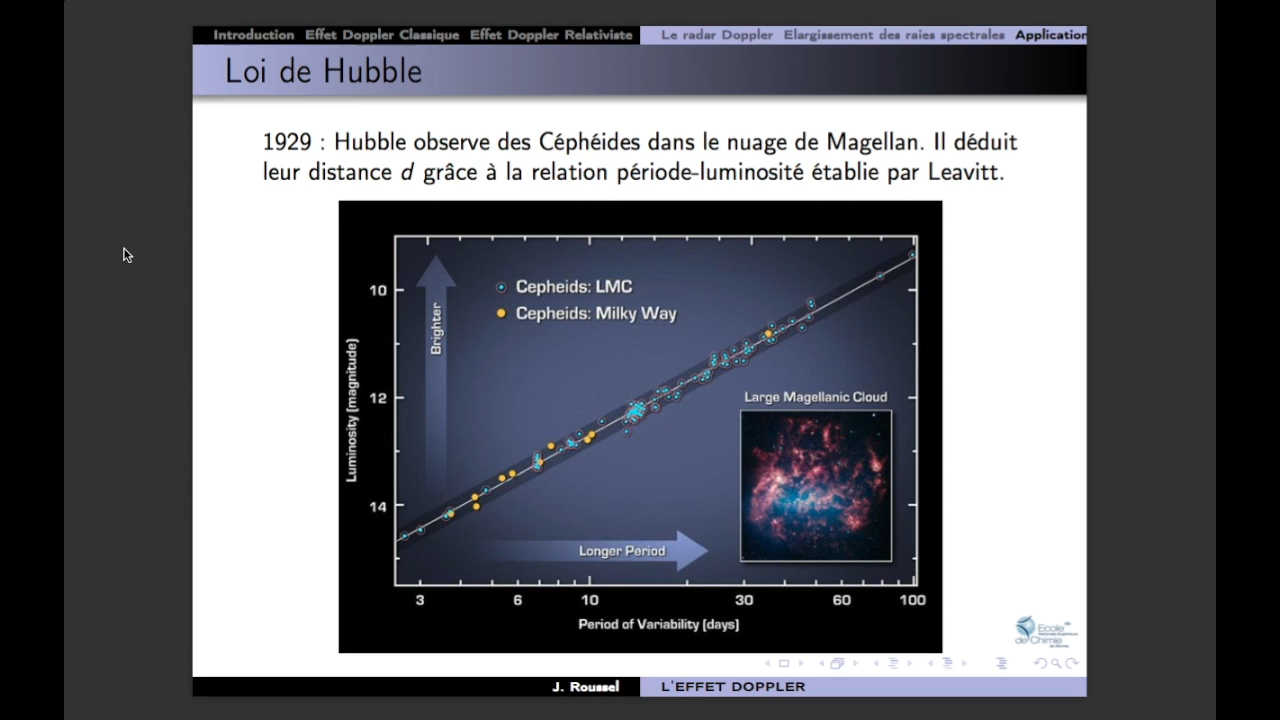 Introduction Effet Doppler Classique Effet Doppler Relativiste Le radar Doppler Elargissement des raies spectrales Application
Loi de Hubble
1929 : Hubble observe des Céphéides dans le nuage de Magellan. Il déduit
leur distance d grâce à la relation période-luminosité établie par Leavitt.
Cepheids: LMC
Cepheids: Milky Way
Brighter
Luminosity (magnitude)
10
12
14
Large Magellanic Cloud
Longer Period
3 6 10 30 60 100
Period of Variability (days)
Ecole
de Chimie
J. Roussel L'EFFET DOPPLER